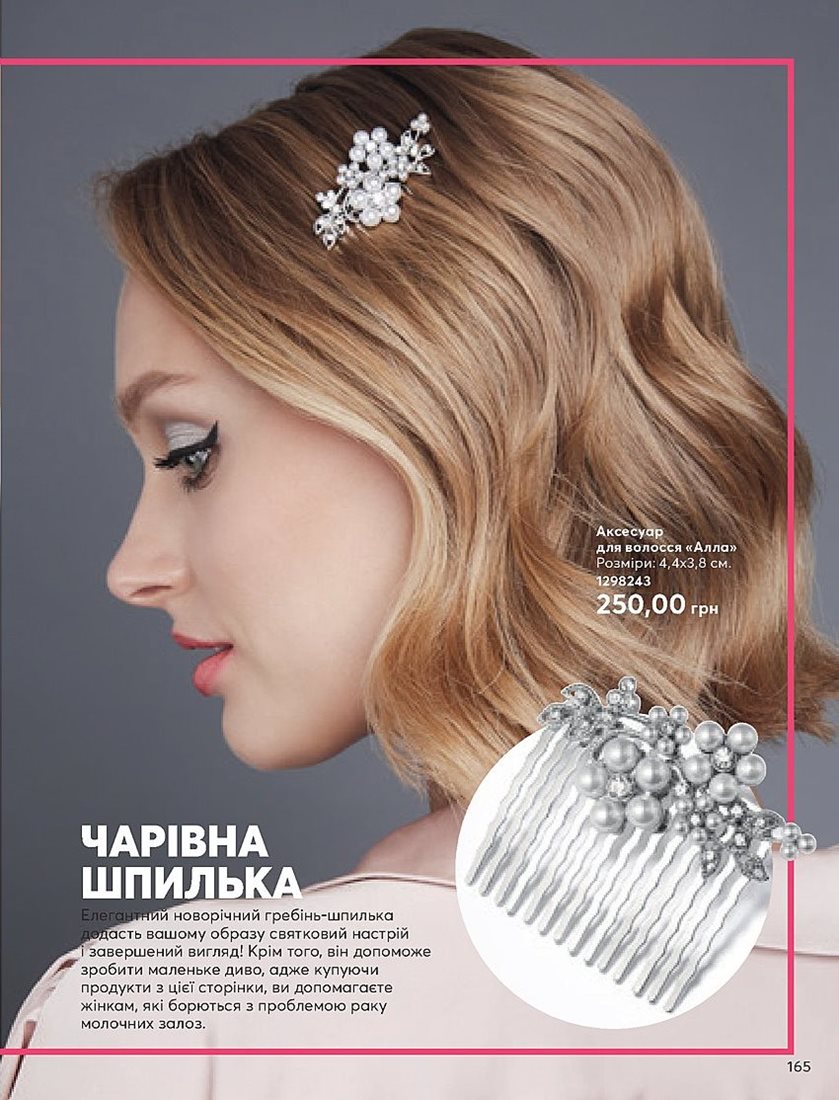 Аксесуар
для волосся «Алла»
Розміри: 4,4х3,8 см.
1298243
250,00 грн
ЧАРІВНА
ШПИЛЬКА
Елегантний новорічний гребінь-шпилька
додасть вашому образу святковий настрій
і завершений вигляд! Крім того, він допоможе
зробити маленьке диво, адже купуючи
продукти з цієї сторінки, ви допомагаєте
жінкам, які борються з проблемою раку
молочних залоз.
165